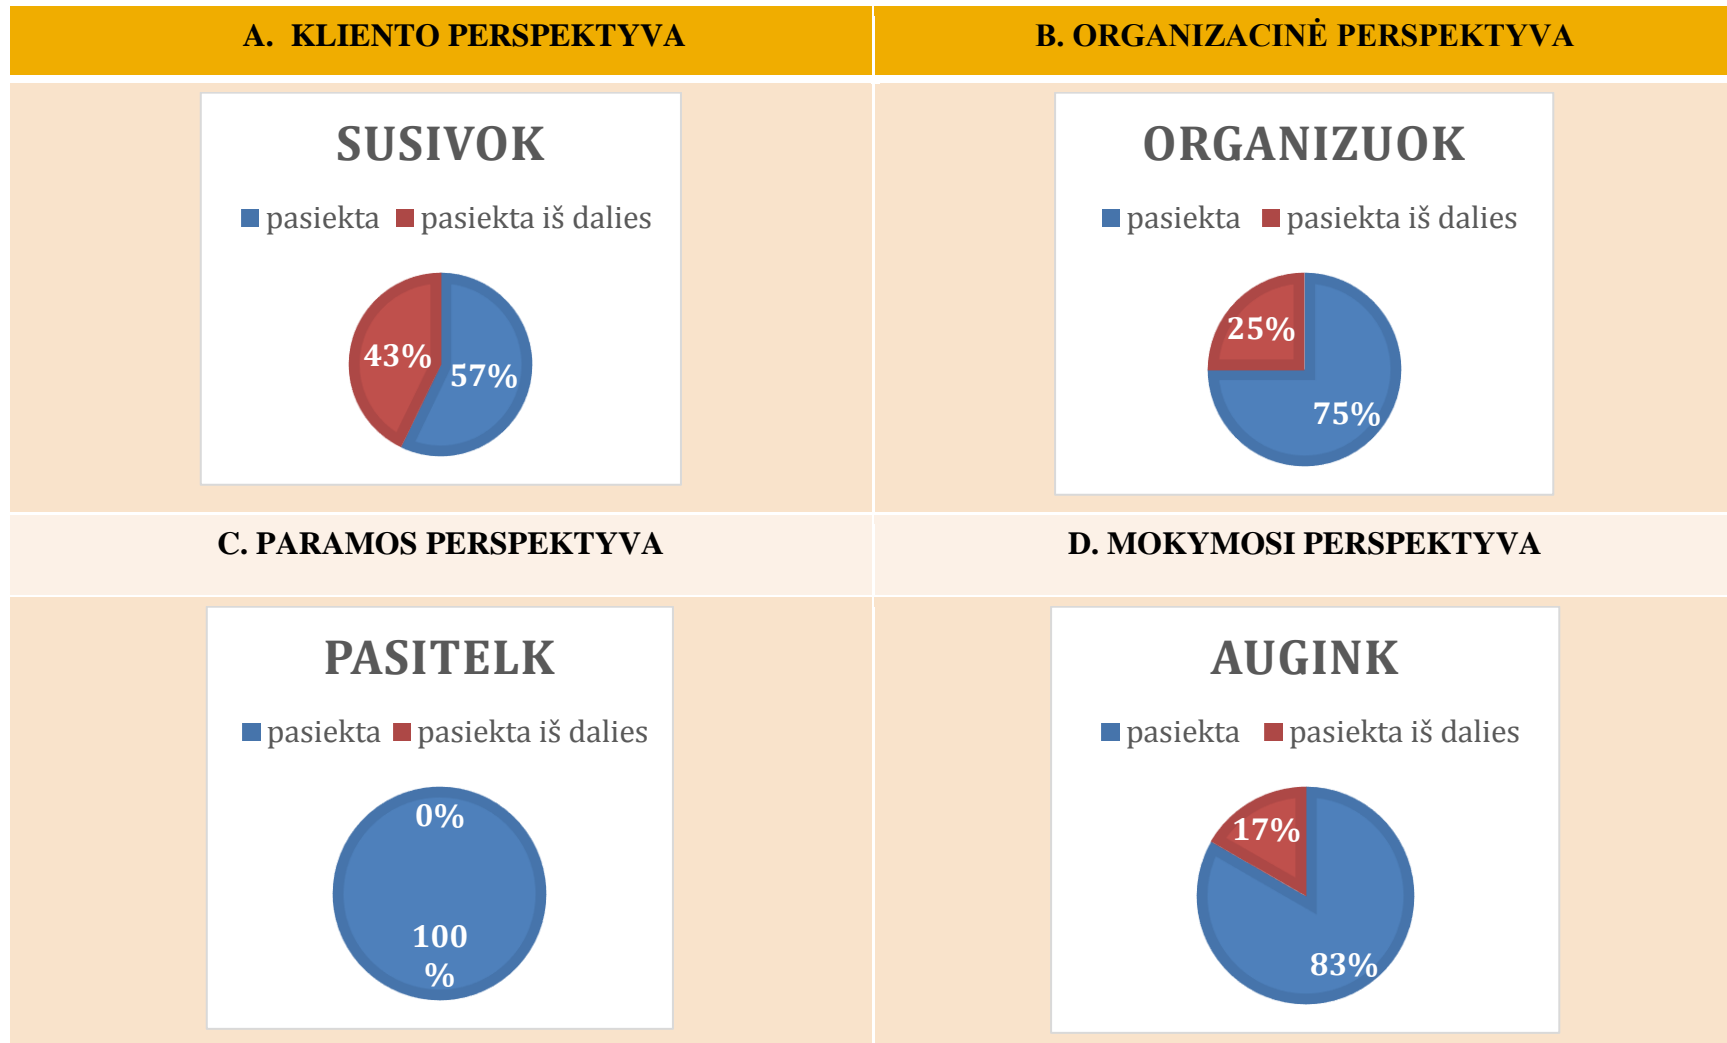 A. KLIENTO PERSPEKTYVA
B. ORGANIZACINĖ PERSPEKTYVA
SUSIVOK
pasiekta pasiekta iš dalies
43%
57%
ORGANIZUOK
pasiekta pasiekta iš dalies
25%
75%
C. PARAMOS PERSPEKTYVA
D. MOKYMOSI PERSPEKTYVA
PASITELK
pasiekta pasiekta iš dalies
0%
100
%
AUGINK
pasiekta pasiekta iš dalies
17%
83%